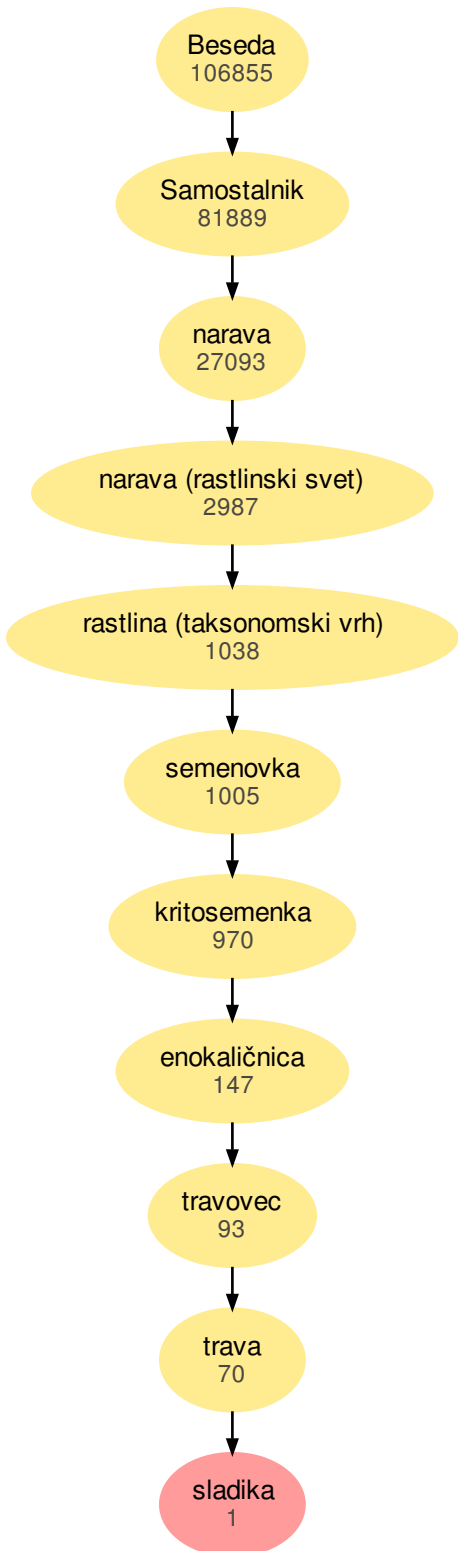 Beseda
106855
Samostalnik
81889
narava
27093
narava (rastlinski svet)
2987
rastlina (taksonomski vrh)
1038
semenovka
1005
kritosemenka
970
enokaličnica
147
travovec
93
trava
70
sladika
1